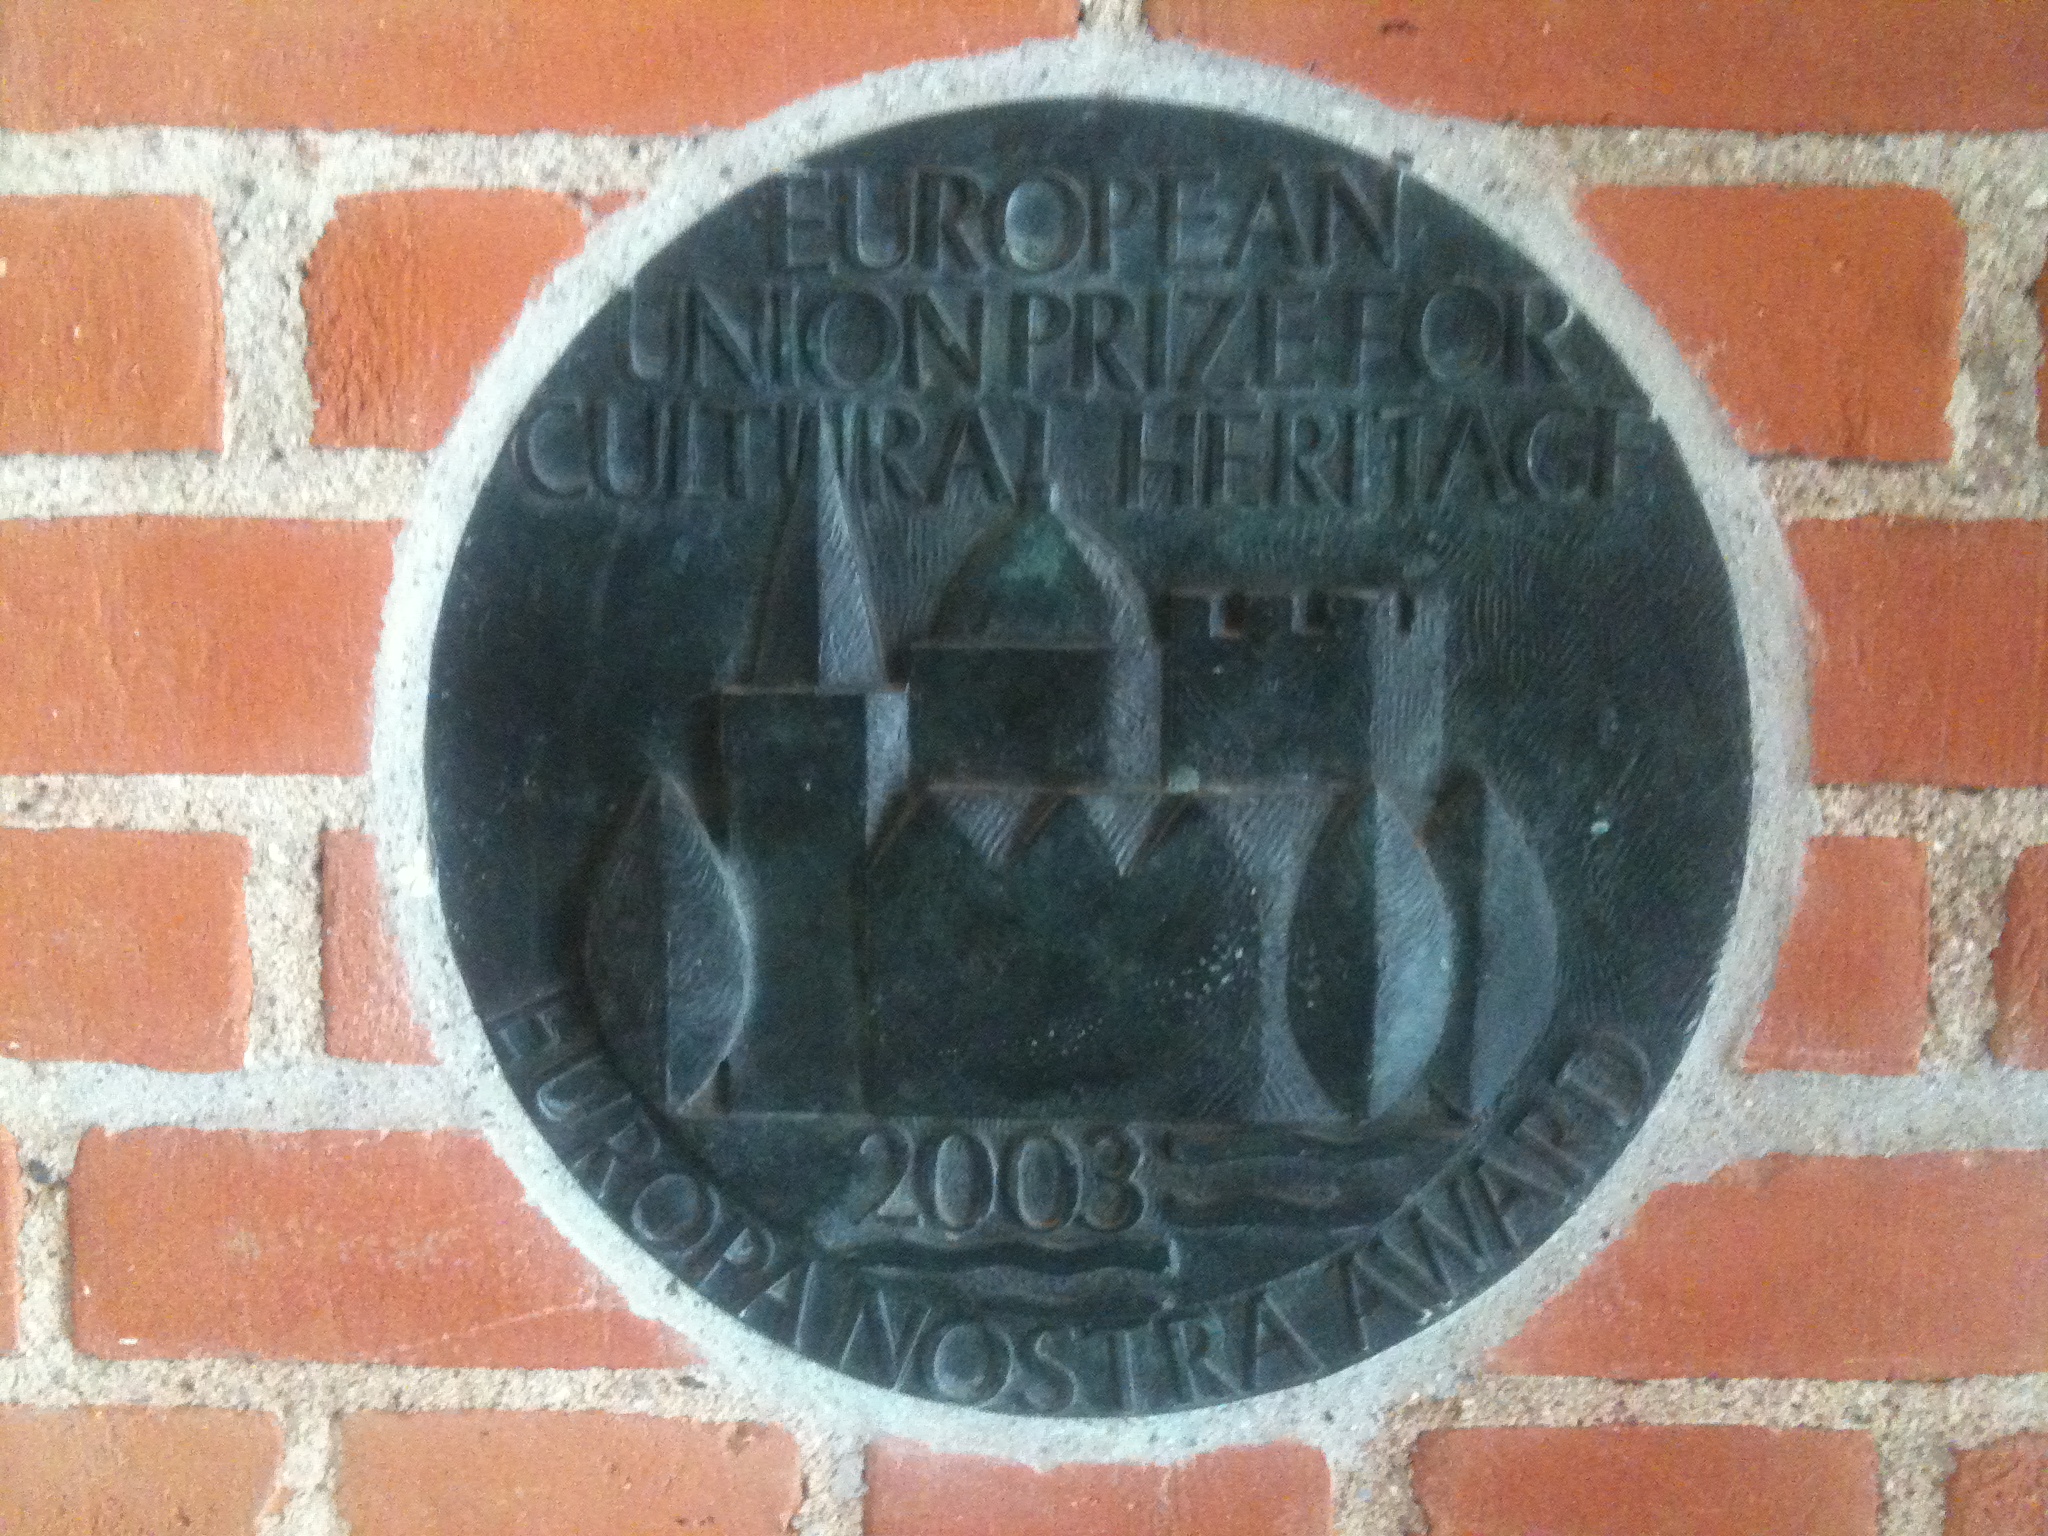 EUROPEAN
UNION PRIZE FOR
CULTURAL HERITAGE
2003
EUROPA NOSTRA AWARD